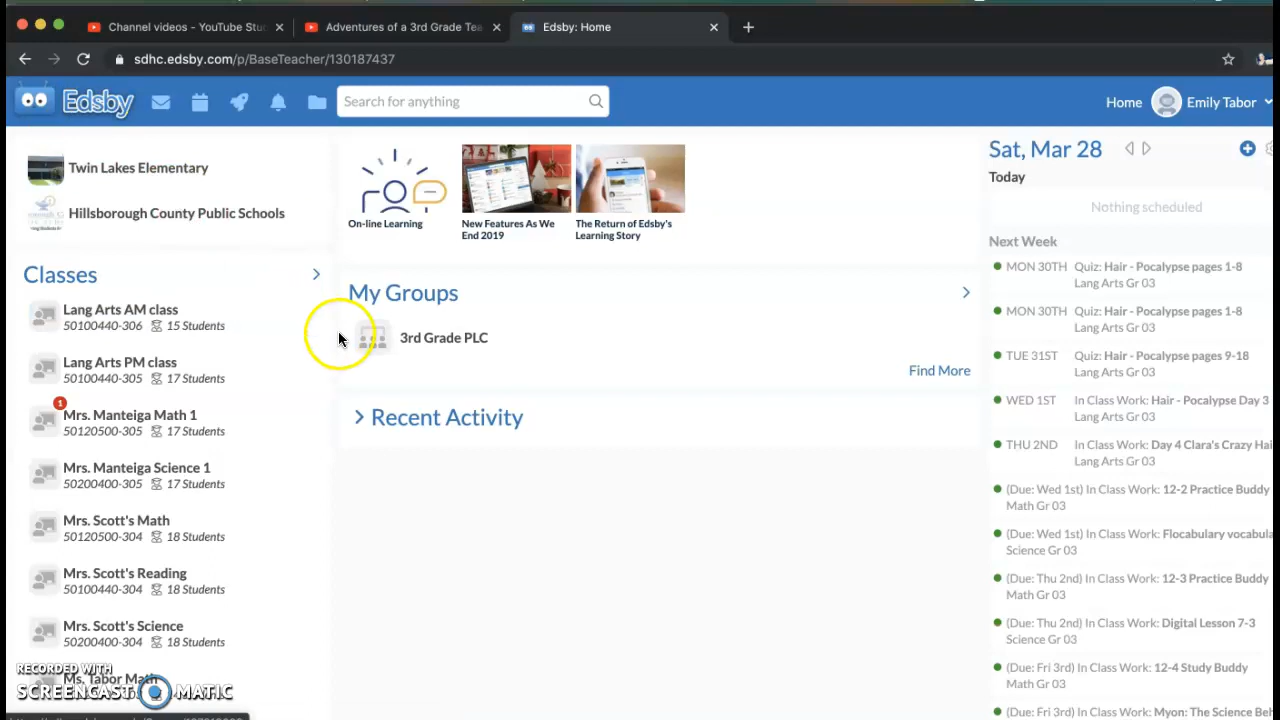 Channel videos - YouTube Stud
Adventures of a 3rd Grade Tea
Edsby: Home
sdhc.edsby.com/p/BaseTeacher/130187437
Edsby
Search for anything
Home
Emily Tabor
Twin Lakes Elementary
Hillsborough County Public Schools
Classes
Lang Arts AM class
50100440-306 15 Students
Lang Arts PM class
50100440-305 17 Students
1
Mrs. Manteiga Math 1
50120500-305 17 Students
Mrs. Manteiga Science 1
50200400-305 17 Students
Mrs. Scott's Math
50120500-304 18 Students
Mrs. Scott's Reading
50100440-304 18 Students
Mrs. Scott's Science
50200400-304 18 Students
Ms. Tabor Math
RECORDED WITH
SCREENCAST MATIC
On-line Learning
New Features As We
End 2019
The Return of Edsby's
Learning Story
My Groups
3rd Grade PLC
Find More
Recent Activity
Sat, Mar 28
Today
Nothing scheduled
Next Week
MON 30TH Quiz: Hair - Pocalypse pages 1-8
Lang Arts Gr 03
MON 30TH Quiz: Hair - Pocalypse pages 1-8
Lang Arts Gr 03
TUE 31ST Quiz: Hair - Pocalypse pages 9-18
Lang Arts Gr 03
WED 1ST In Class Work: Hair - Pocalypse Day 3
Lang Arts Gr 03
THU 2ND In Class Work: Day 4 Clara's Crazy Hai
Lang Arts Gr 03
(Due: Wed 1st) In Class Work: 12-2 Practice Buddy
Math Gr 03
(Due: Wed 1st) In Class Work: Flocabulary vocabula
Science Gr 03
(Due: Thu 2nd) In Class Work: 12-3 Practice Buddy
Math Gr 03
(Due: Thu 2nd) In Class Work: Digital Lesson 7-3
Science Gr 03
(Due: Fri 3rd) In Class Work: 12-4 Study Buddy
Math Gr 03
(Due: Fri 3rd) In Class Work: Myon: The Science Beh